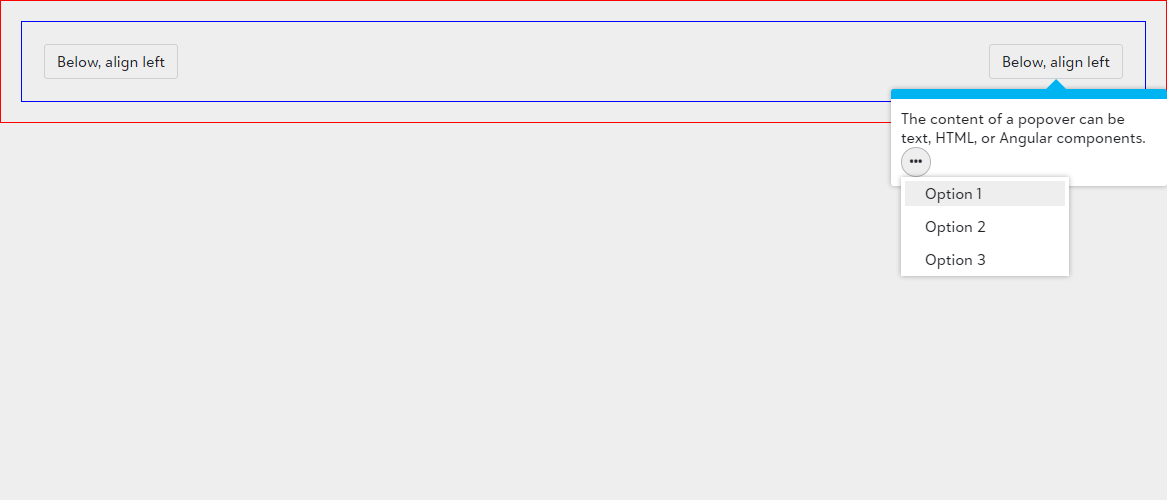 Below, align left
Below, align left
The content of a popover can be
text, HTML, or Angular components.
•••
Option 1
Option 2
Option 3